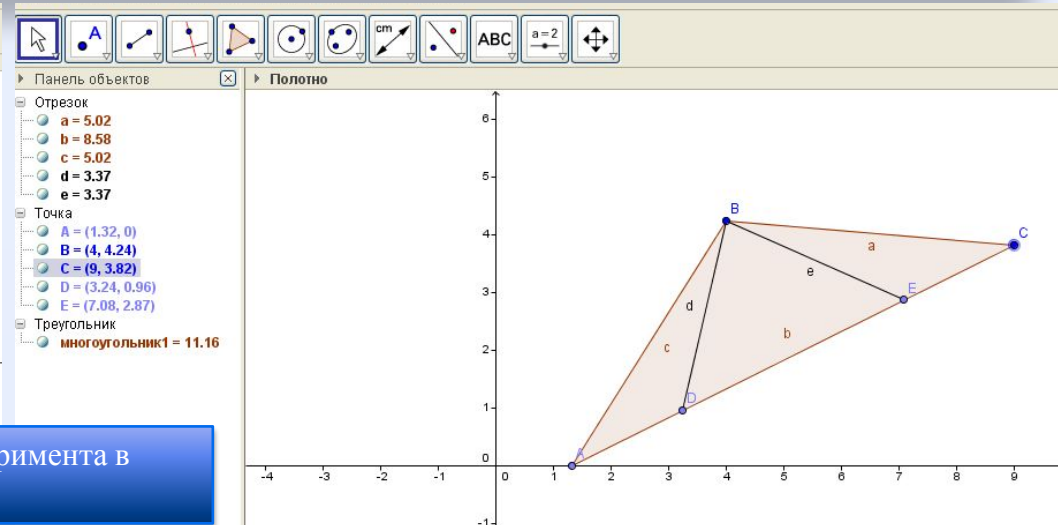 A
cm
ABC
a = 2
Панель объектов
Полотно
Отрезок
a = 5.02
b = 8.58
c = 5.02
d = 3.37
e = 3.37
Точка
A = (1.32, 0)
B = (4, 4.24)
C = (9, 3.82)
D = (3.24, 0.96)
E = (7.08, 2.87)
Треугольник
многоугольник1 = 11.16
6
5
4
3
2
1
0
-1
-4 -3 -2 -1 0 1 2 3 4 5 6 7 8 9
B
C
a
e
E
d
b
c
D
A
римента в